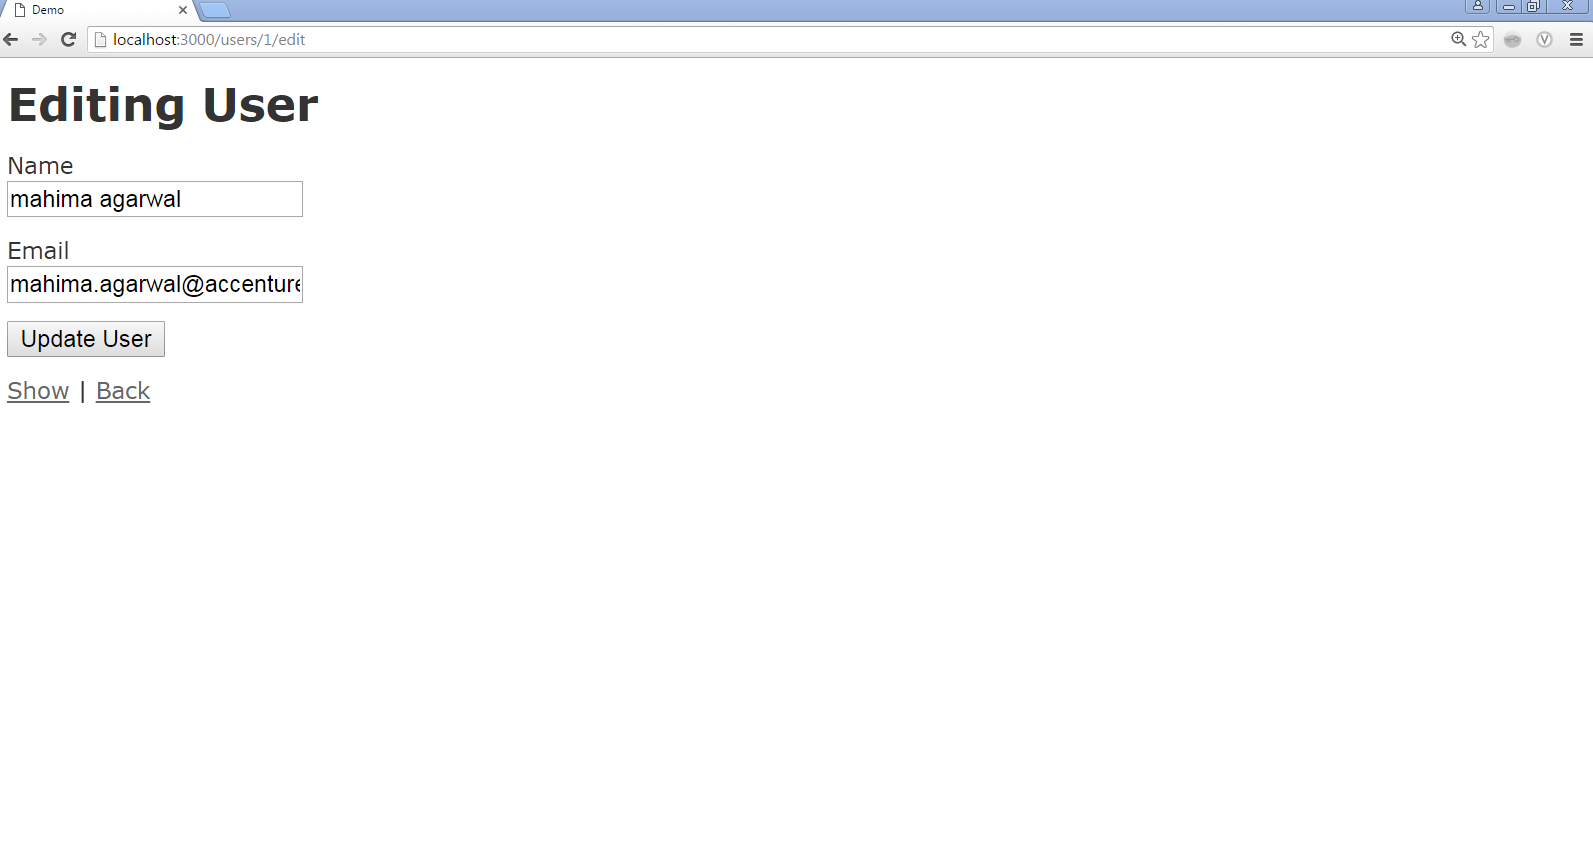 Demo
localhost:3000/users/1/edit
Editing User
Name
mahima agarwal
Email
mahima.agarwal@accenture
Update User
Show | Back